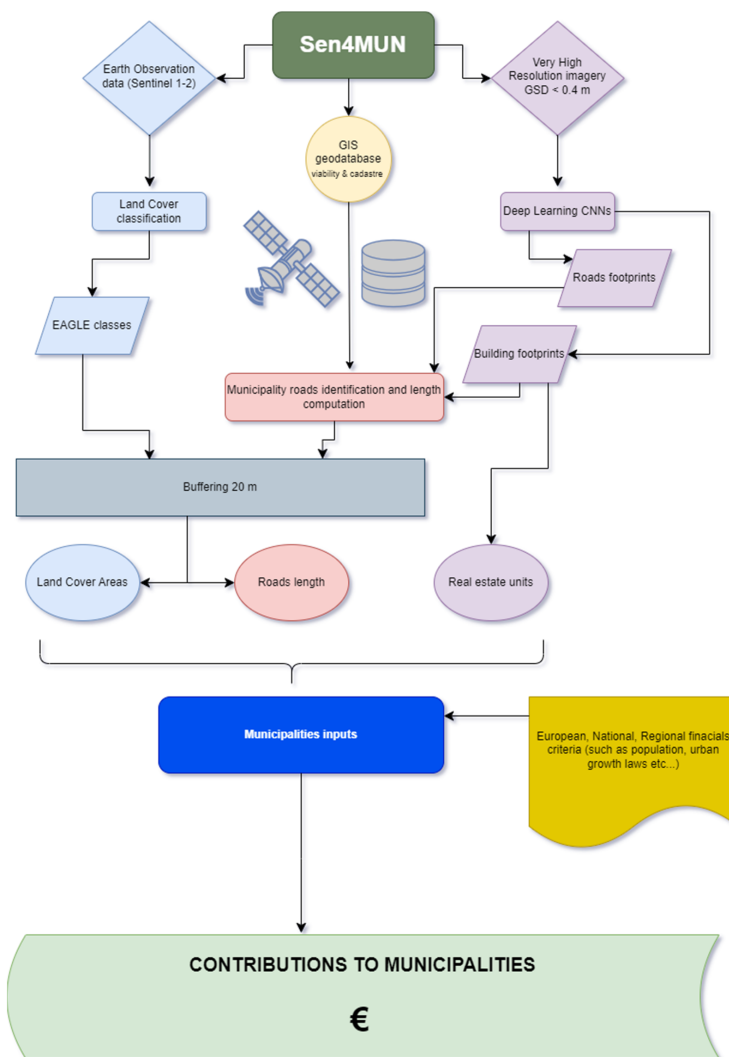 Sen4MUN
Earth Observation
data (Sentinel 1-2)
Very High
Resolution imagery
GSD < 0.4 m
GIS
geodatabase
viability & cadastre
Land Cover
classification
Deep Learning CNNs
Roads footprints
EAGLE classes
Building footprints
Municipality roads identification and length
computation
Buffering 20 m
Land Cover Areas
Roads length
Real estate units
Municipalities inputs
European, National, Regional finacials
criteria (such as population, urban
growth laws etc...)
CONTRIBUTIONS TO MUNICIPALITIES
€